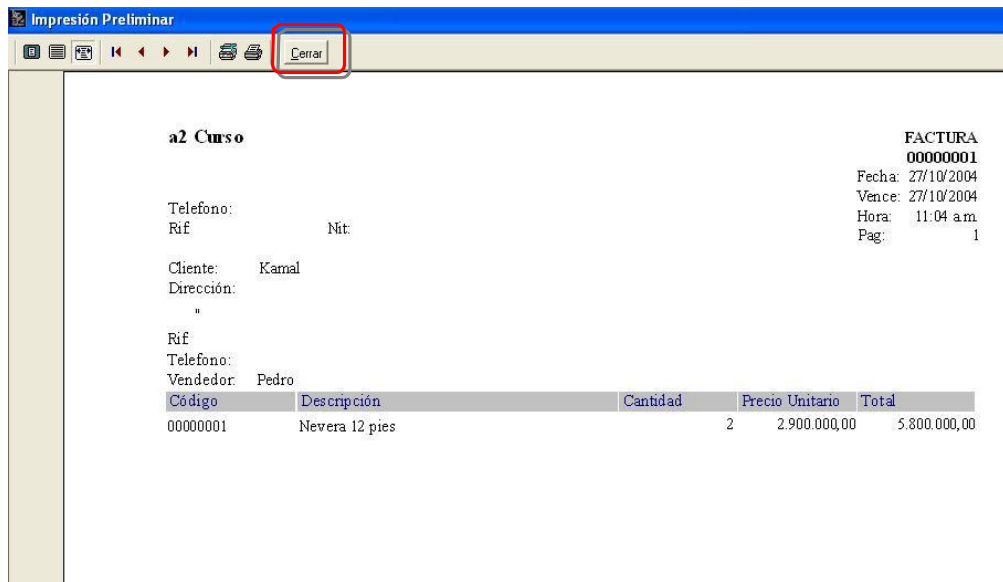 Impresión Preliminar
Cerrar
a2 Curso
FACTURA
00000001
Fecha: 27/10/2004
Vence: 27/10/2004
Telefono:
Hora: 11:04 a.m.
Rif Nit:
Pag: 1
Cliente: Kamal
Dirección:
"
Rif
Telefono:
Vendedor: Pedro
Código Descripción Cantidad Precio Unitario Total
00000001 Nevera 12 pies 2 2.900.000,00 5.800.000,00